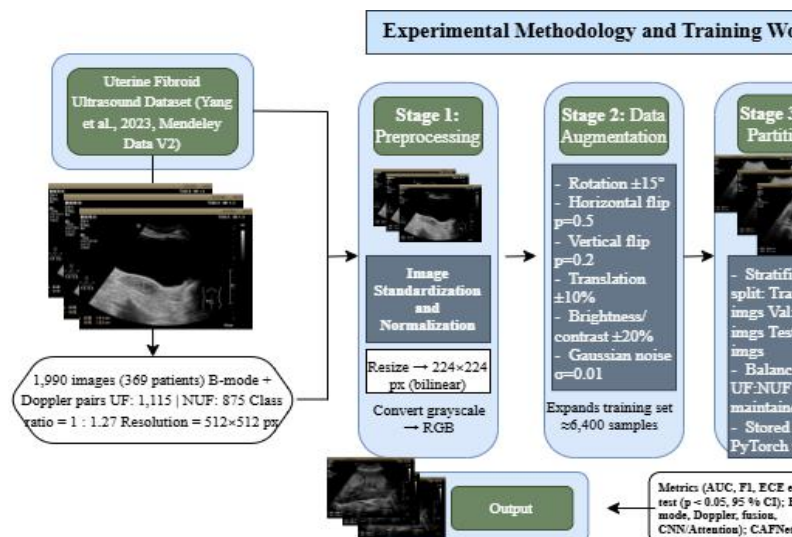 Experimental Methodology and Training Wo
Uterine Fibroid
Ultrasound Dataset (Yang
et al., 2023, Mendeley
Data V2)
1,990 images (369 patients) B-mode +
Doppler pairs UF: 1,115 | NUF: 875 Class
ratio = 1 : 1.27 Resolution = 512×512 px
Stage 1:
Preprocessing
Image
Standardization
and
Normalization
Resize → 224×224
px (bilinear)
Convert grayscale
→ RGB
Stage 2: Data
Augmentation
- Rotation ±15°
- Horizontal flip
p=0.5
- Vertical flip
p=0.2
- Translation
±10%
- Brightness/
contrast ±20%
- Gaussian noise
σ=0.01
Expands training set
≈6,400 samples
Stage 3
Partiti
- Stratifi
split: Tra
imgs Val
imgs Test
imgs
- Balanc
UF:NUF
maintaine
- Stored
PyTorch
Output
Metrics (AUC, F1, ECE e
test (p < 0.05, 95 % CI);
mode, Doppler, fusion,
CNN/Attention); CAFNe